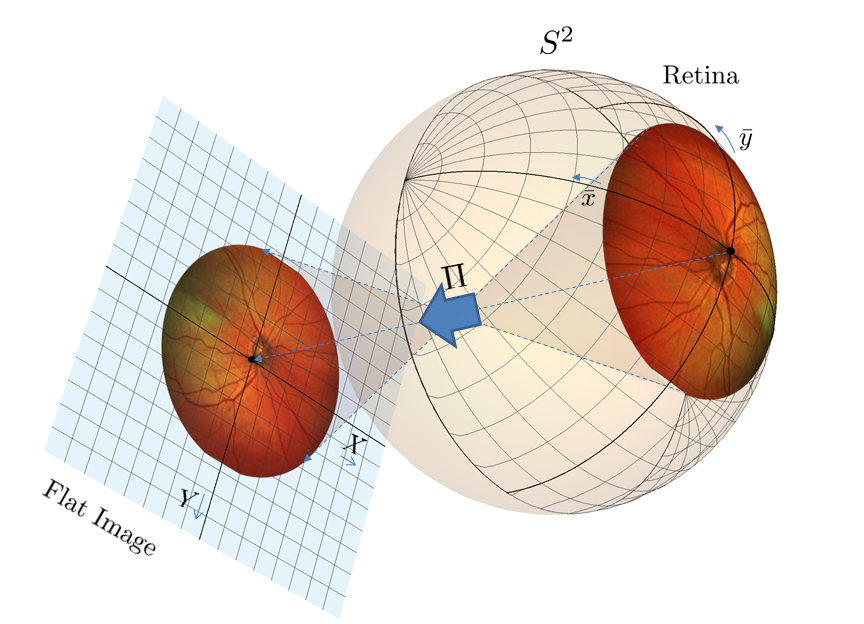 S²
Retina
ȳ
x̄
Π
X
Y
Flat Image